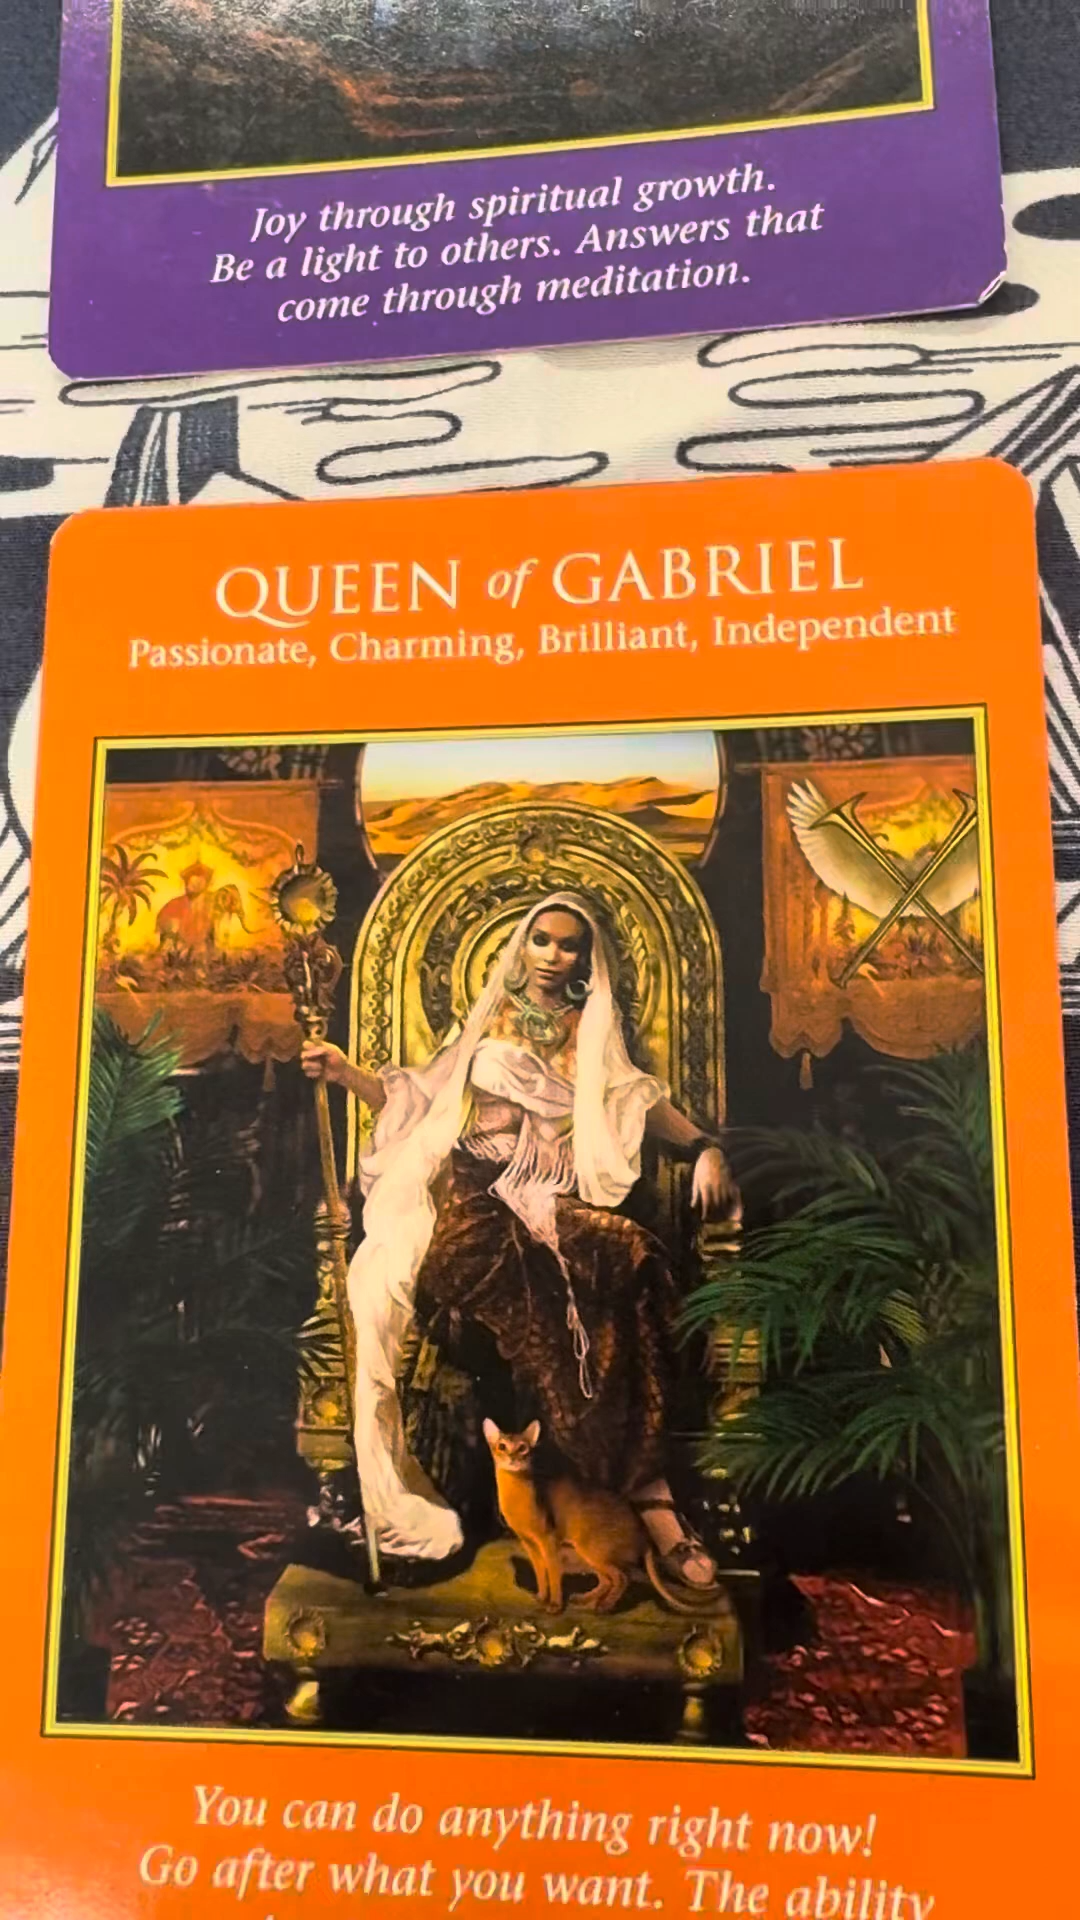 Joy through spiritual growth.
Be a light to others. Answers that
come through meditation.
QUEEN of GABRIEL
Passionate, Charming, Brilliant, Independent
You can do anything right now!
Go after what you want. The ability